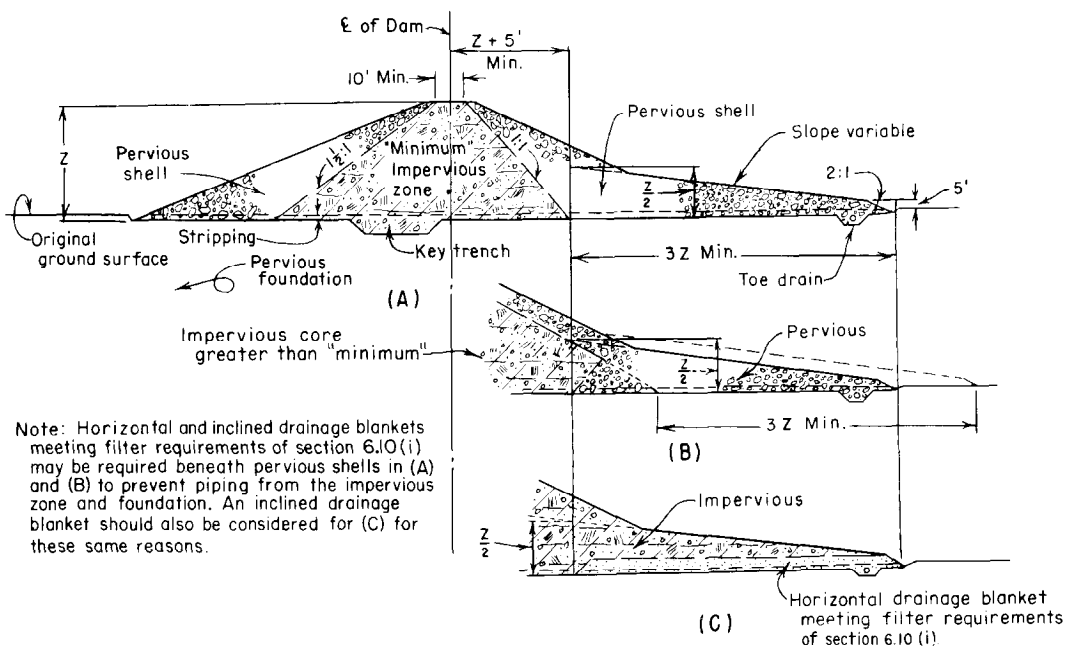 ℄ of Dam
Z + 5'
Min.
10' Min.
Pervious shell
Slope variable
Z
Pervious
shell
1½:1
"Minimum"
Impervious
zone
1:1
Z/2
2:1
5'
Original
ground surface
Stripping
Key trench
3Z Min.
Toe drain
Pervious
foundation
(A)
Impervious core
greater than "minimum"
Pervious
Z/2
3Z Min.
(B)
Note: Horizontal and inclined drainage blankets
meeting filter requirements of section 6.10(i)
may be required beneath pervious shells in (A)
and (B) to prevent piping from the impervious
zone and foundation. An inclined drainage
blanket should also be considered for (C) for
these same reasons.
Impervious
Z/2
Horizontal drainage blanket
meeting filter requirements
of section 6.10 (i).
(C)